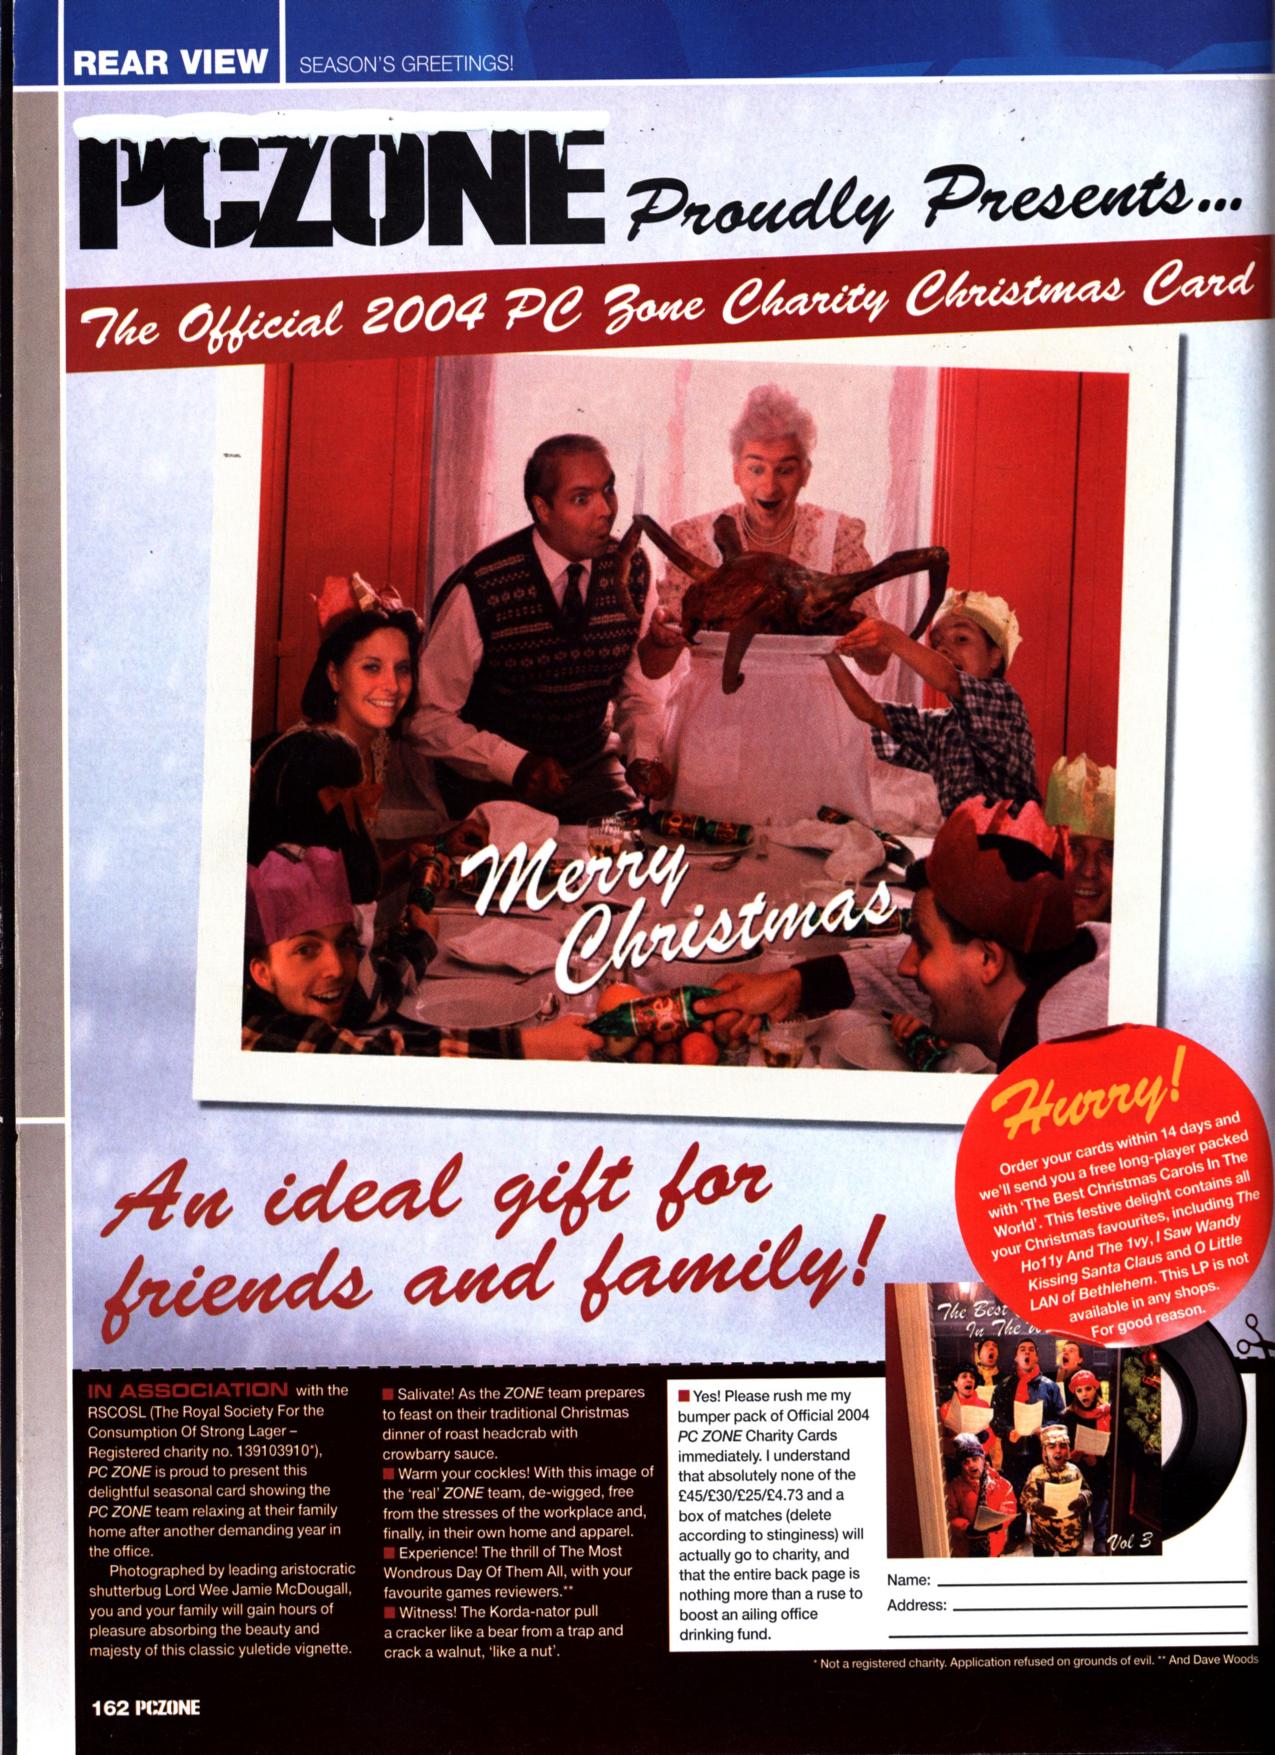 REAR VIEW
SEASON'S GREETINGS!
PCZONE Proudly Presents...
The Official 2004 PC Zone Charity Christmas Card
Merry
Christmas
Hurry!
Order your cards within 14 days and
we'll send you a free long-player packed
with 'The Best Christmas Carols In The
World'. This festive delight contains all
your Christmas favourites, including The
Ho11y And The 1vy, I Saw Wandy
Kissing Santa Claus and O Little
LAN of Bethlehem. This LP is not
available in any shops.
For good reason.
An ideal gift for
friends and family!
IN ASSOCIATION with the
RSCOSL (The Royal Society For the
Consumption Of Strong Lager –
Registered charity no. 139103910*),
PC ZONE is proud to present this
delightful seasonal card showing the
PC ZONE team relaxing at their family
home after another demanding year in
the office.
Photographed by leading aristocratic
shutterbug Lord Wee Jamie McDougall,
you and your family will gain hours of
pleasure absorbing the beauty and
majesty of this classic yuletide vignette.
Salivate! As the ZONE team prepares
to feast on their traditional Christmas
dinner of roast headcrab with
crowbarry sauce.
Warm your cockles! With this image of
the 'real' ZONE team, de-wigged, free
from the stresses of the workplace and,
finally, in their own home and apparel.
Experience! The thrill of The Most
Wondrous Day Of Them All, with your
favourite games reviewers.**
Witness! The Korda-nator pull
a cracker like a bear from a trap and
crack a walnut, 'like a nut'.
Yes! Please rush me my
bumper pack of Official 2004
PC ZONE Charity Cards
immediately. I understand
that absolutely none of the
£45/£30/£25/£4.73 and a
box of matches (delete
according to stinginess) will
actually go to charity, and
that the entire back page is
nothing more than a ruse to
boost an ailing office
drinking fund.
The Best
In The
Vol 3
Name:
Address:
* Not a registered charity. Application refused on grounds of evil. ** And Dave Woods
162 PCZONE